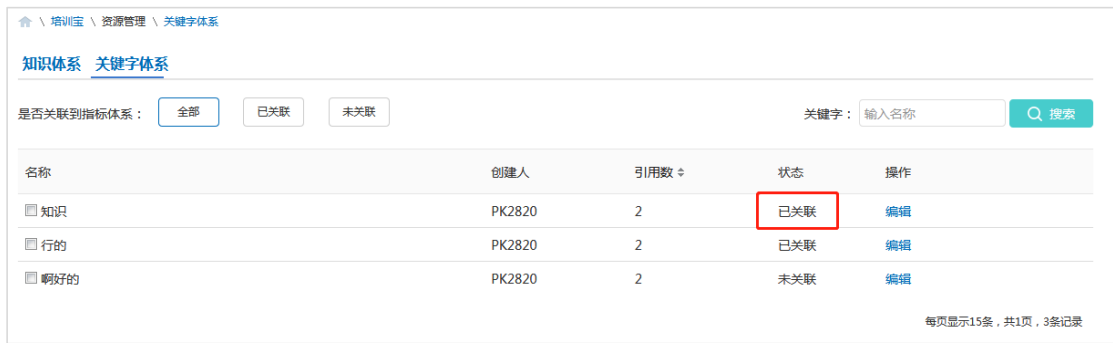 \ 培训宝 \ 资源管理 \ 关键字体系
知识体系 关键字体系
是否关联到指标体系： 全部 已关联 未关联 关键字： 输入名称 搜索
名称 创建人 引用数 状态 操作
知识 PK2820 2 已关联 编辑
行的 PK2820 2 已关联 编辑
啊好的 PK2820 2 未关联 编辑
每页显示15条，共1页，3条记录